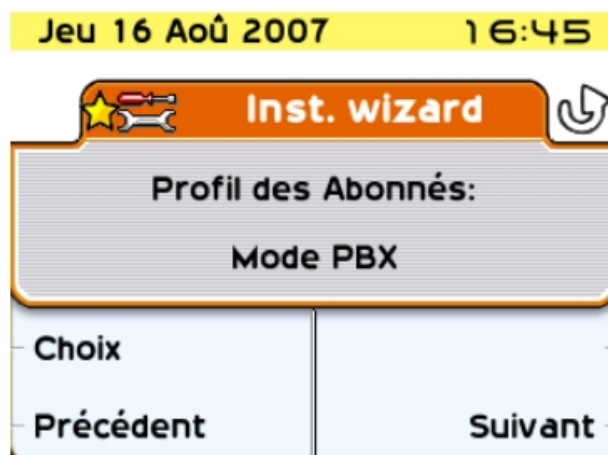 Jeu 16 Aoû 2007 16:45
Inst. wizard
Profil des Abonnés:
Mode PBX
Choix
Précédent Suivant